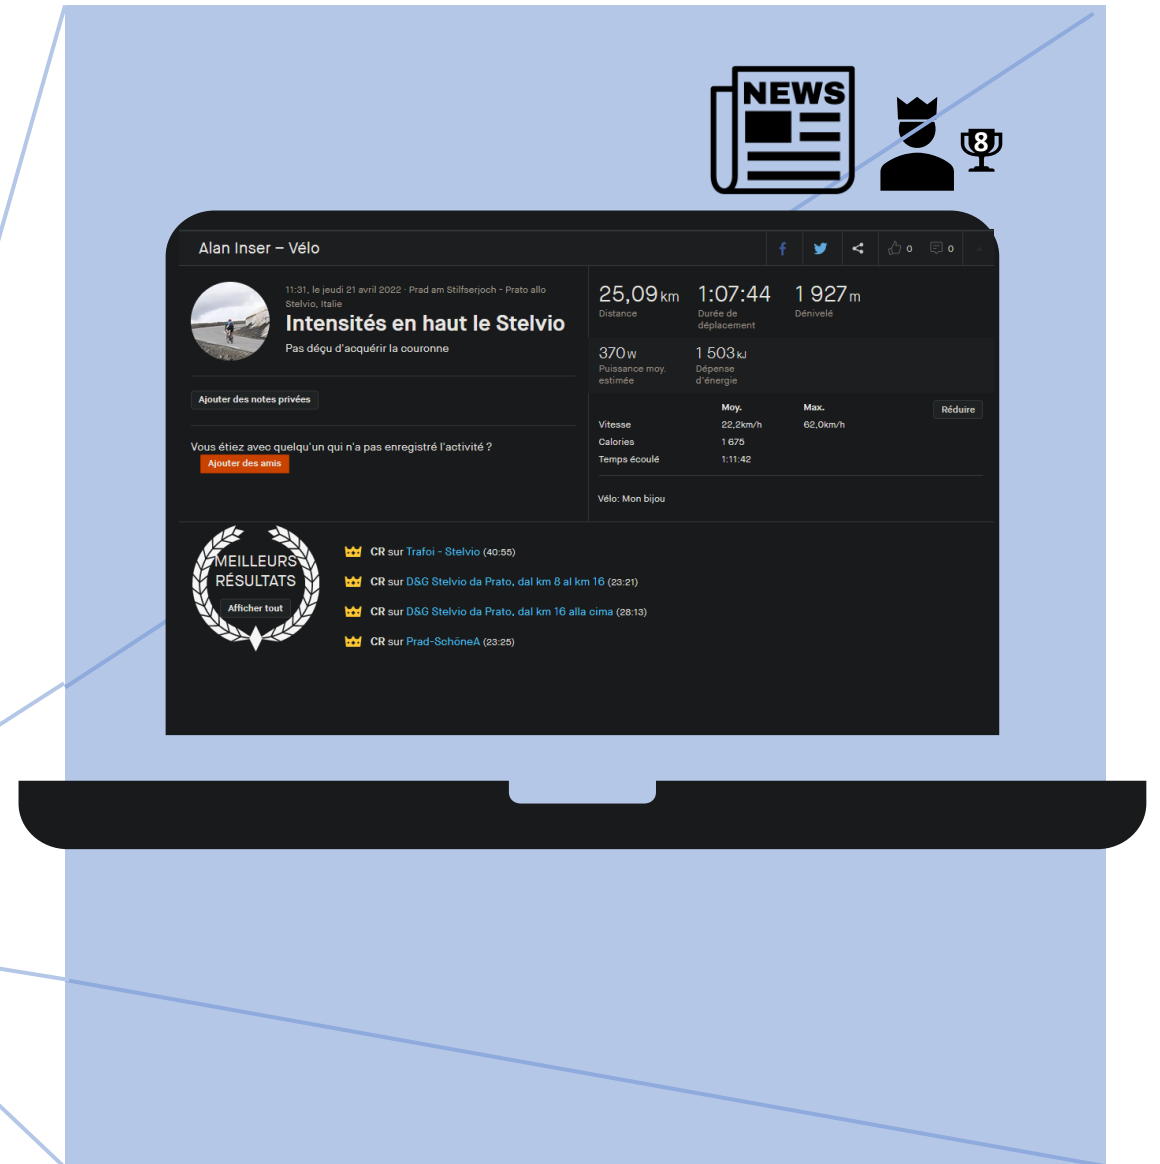 NEWS
8
Alan Inser – Vélo
0
0
11:31, le jeudi 21 avril 2022 · Prad am Stilfserjoch - Prato allo
Stelvio, Italie
Intensités en haut le Stelvio
Pas déçu d'acquérir la couronne
Ajouter des notes privées
Vous étiez avec quelqu'un qui n'a pas enregistré l'activité ?
Ajouter des amis
25,09 km 1:07:44 1 927 m
Distance Durée de Dénivelé
déplacement
370 W 1 503 kJ
Puissance moy. Dépense
estimée d'énergie
Moy. Max. Réduire
Vitesse 22,2km/h 62,0km/h
Calories 1 675
Temps écoulé 1:11:42
Vélo: Mon bijou
MEILLEURS
RÉSULTATS
Afficher tout
CR sur Trafoi - Stelvio (40:55)
CR sur D&G Stelvio da Prato, dal km 8 al km 16 (23:21)
CR sur D&G Stelvio da Prato, dal km 16 alla cima (28:13)
CR sur Prad-SchöneA (23:25)